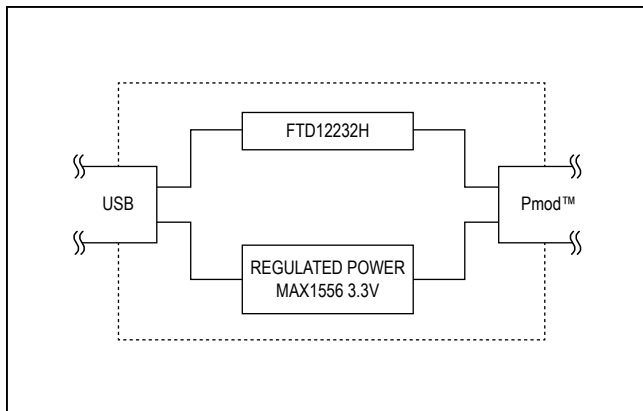 FTD12232H
USB
Pmod™
REGULATED POWER
MAX1556 3.3V